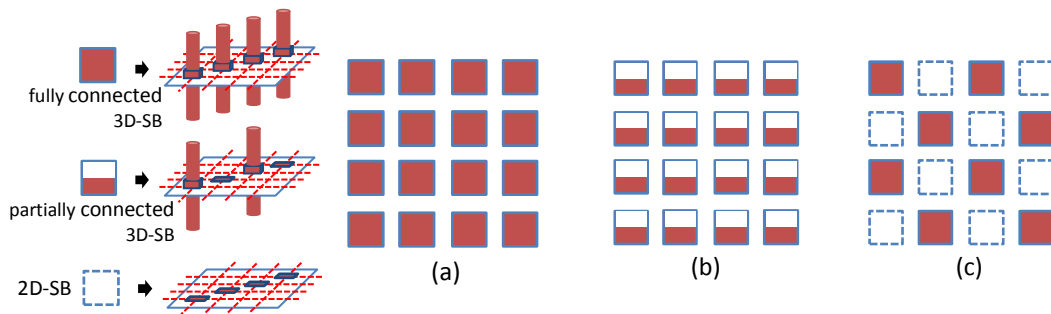 fully connected
3D-SB
partially connected
3D-SB
2D-SB
(a)
(b)
(c)